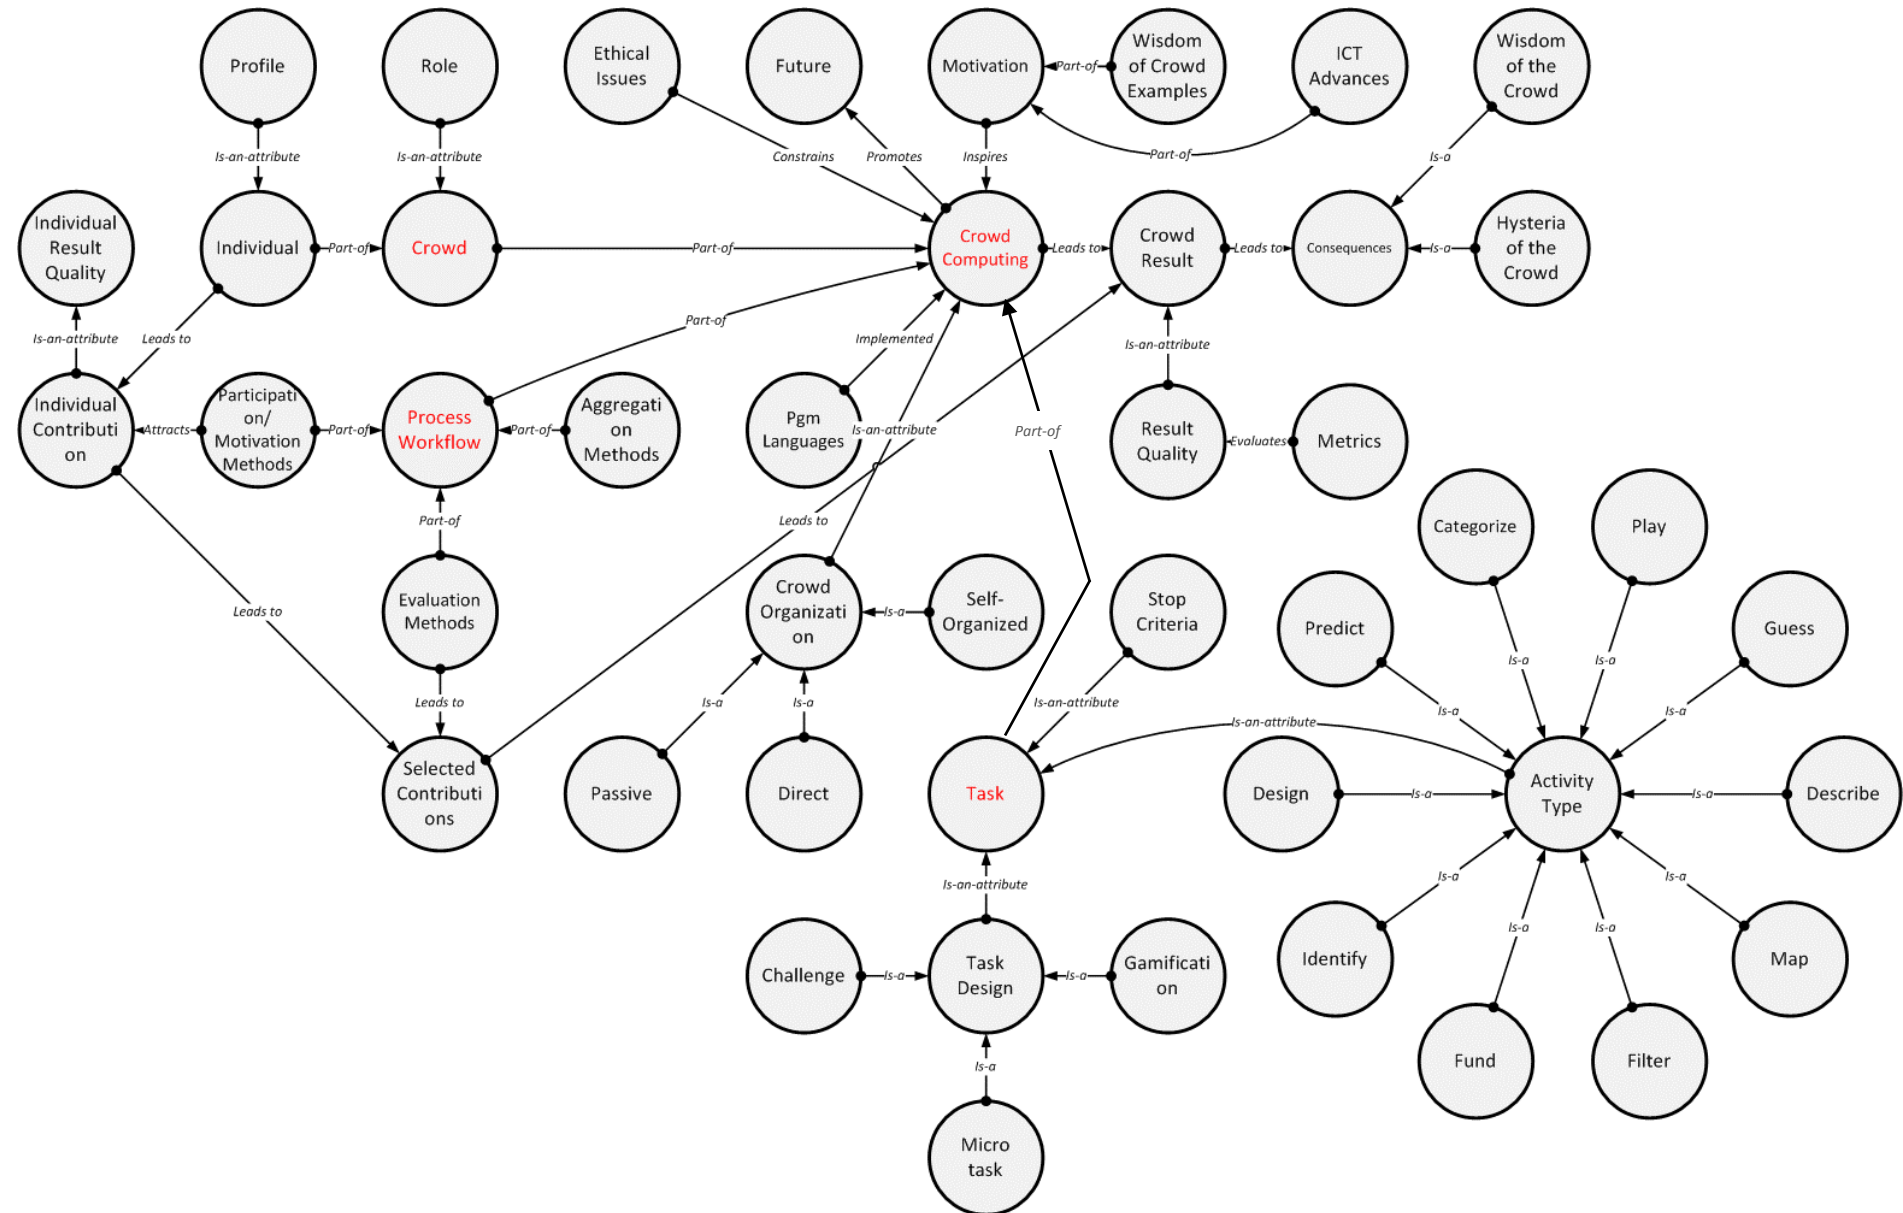 Profile
Role
Ethical
Issues
Future
Motivation
Part-of
Wisdom
of Crowd
Examples
ICT
Advances
Wisdom
of the
Crowd
Is-an-attribute
Is-an-attribute
Constrains
Promotes
Inspires
Part-of
Is-a
Individual
Result
Quality
Individual
Part-of
Crowd
Part-of
Crowd
Computing
Leads to
Crowd
Result
Leads to
Consequences
Is-a
Hysteria
of the
Crowd
Is-an-attribute
Leads to
Part-of
Implemented
Is-an-attribute
Individual
Contributi
on
Attracts
Participati
on/
Motivation
Methods
Part-of
Process
Workflow
Part-of
Aggregati
on
Methods
Pgm
Languages
Is-an-attribute
Part-of
Result
Quality
Evaluates
Metrics
Part-of
Leads to
Categorize
Play
Leads to
Evaluation
Methods
Crowd
Organizati
on
Is-a
Self-
Organized
Stop
Criteria
Predict
Guess
Is-a
Is-a
Leads to
Is-a
Is-a
Is-an-attribute
Is-a
Is-a
Is-an-attribute
Selected
Contributi
ons
Passive
Direct
Task
Design
Is-a
Activity
Type
Is-a
Describe
Is-an-attribute
Is-a
Is-a
Is-a
Is-a
Challenge
Is-a
Task
Design
Is-a
Gamificati
on
Identify
Map
Is-a
Fund
Filter
Micro
task